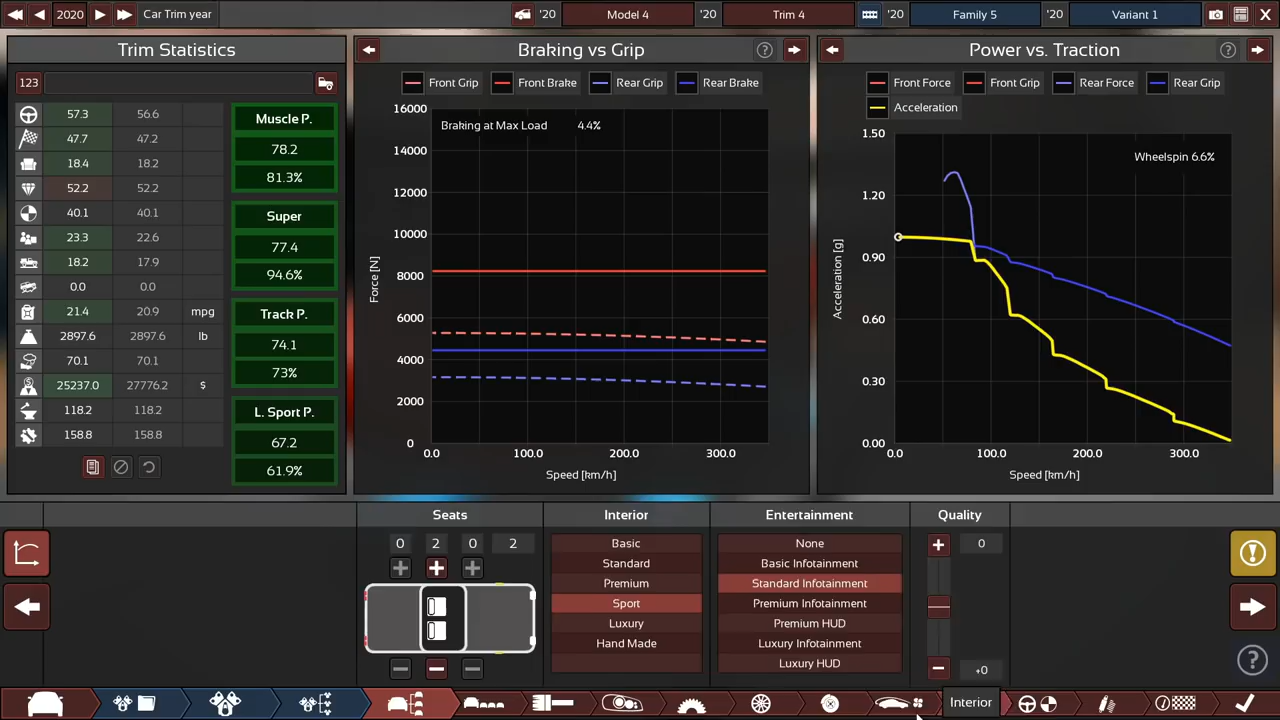 2020
Car Trim year
'20
Model 4
'20
Trim 4
'20
Family 5
'20
Variant 1
Trim Statistics
123
57.3 56.6
47.7 47.2
18.4 18.2
52.2 52.2
40.1 40.1
23.3 22.6
18.2 17.9
0.0 0.0
21.4 20.9 mpg
2897.6 2897.6 lb
70.1 70.1
25237.0 27776.2 $
118.2 118.2
158.8 158.8
Muscle P.
78.2
81.3%
Super
77.4
94.6%
Track P.
74.1
73%
L. Sport P.
67.2
61.9%
Braking vs Grip
?
Front Grip Front Brake Rear Grip Rear Brake
Braking at Max Load 4.4%
16000
14000
12000
10000
8000
6000
4000
2000
0
Force [N]
0.0 100.0 200.0 300.0
Speed [km/h]
Power vs. Traction
?
Front Force Front Grip Rear Force Rear Grip
Acceleration
Wheelspin 6.6%
1.50
1.20
0.90
0.60
0.30
0.00
Acceleration [g]
0.0 100.0 200.0 300.0
Speed [km/h]
Seats
0 2 0 2
Interior
Basic
Standard
Premium
Sport
Luxury
Hand Made
Entertainment
None
Basic Infotainment
Standard Infotainment
Premium Infotainment
Premium HUD
Luxury Infotainment
Luxury HUD
Quality
0
+0
?
Interior